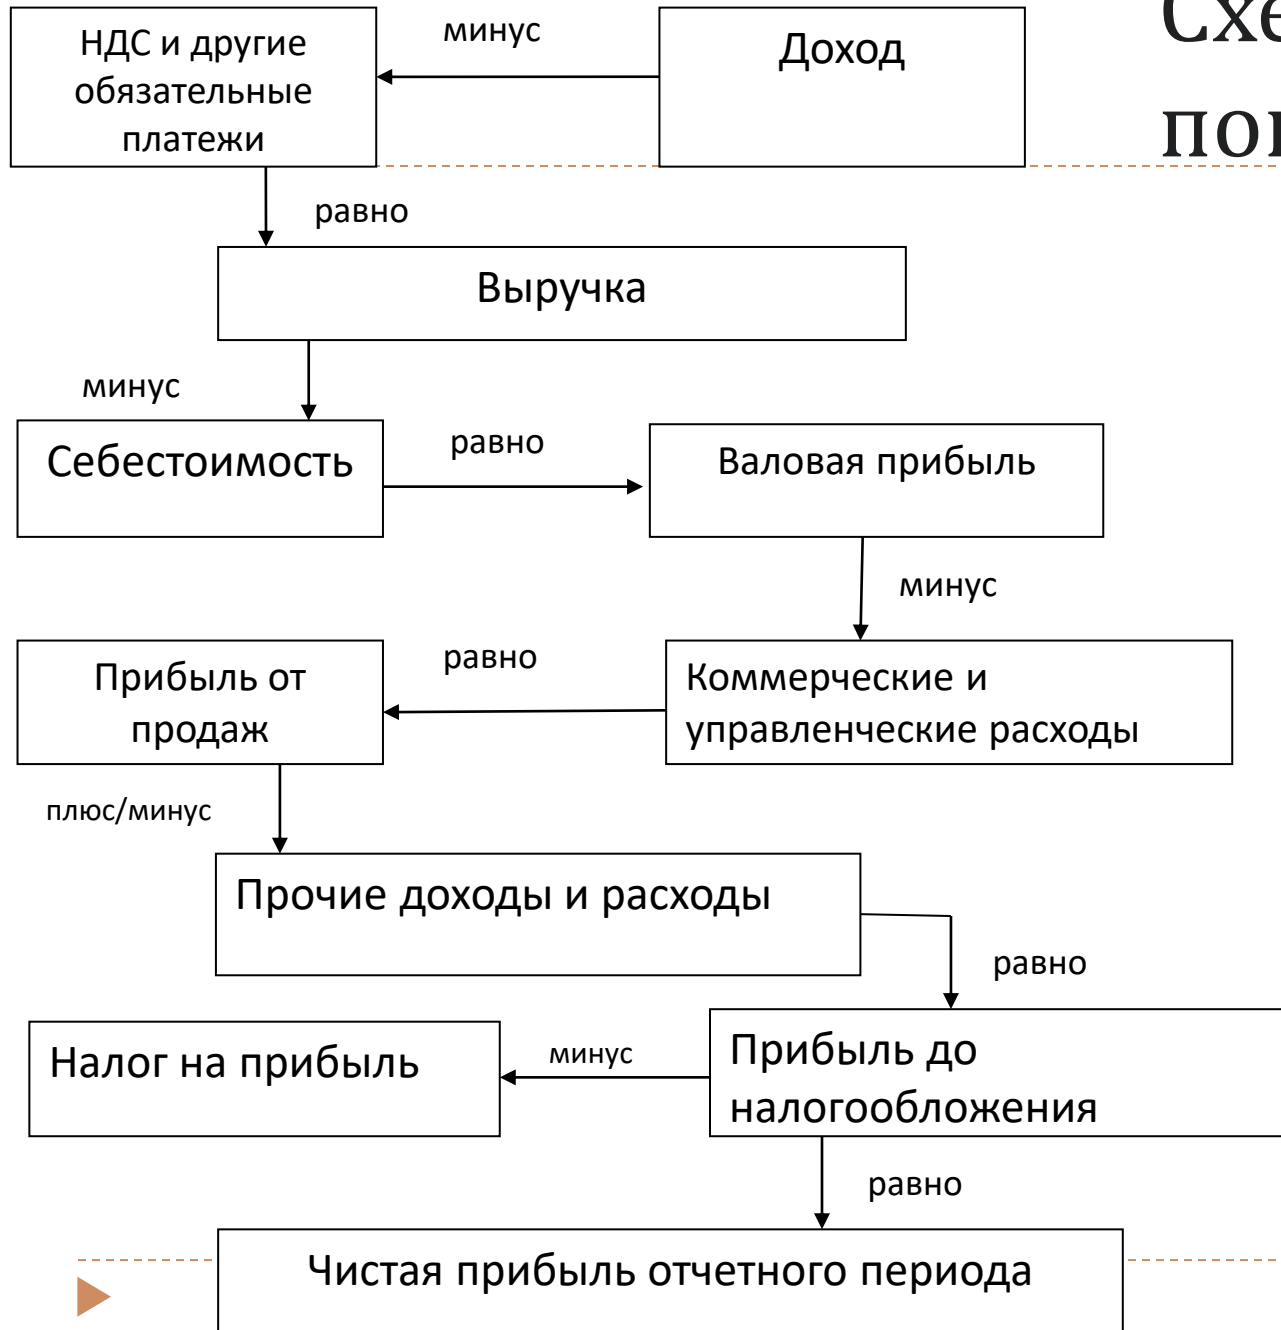 НДС и другие
обязательные
платежи
минус
Доход
равно
Выручка
минус
Себестоимость
равно
Валовая прибыль
минус
Прибыль от
продаж
равно
Коммерческие и
управленческие расходы
плюс/минус
Прочие доходы и расходы
равно
Налог на прибыль
минус
Прибыль до
налогообложения
равно
Чистая прибыль отчетного периода